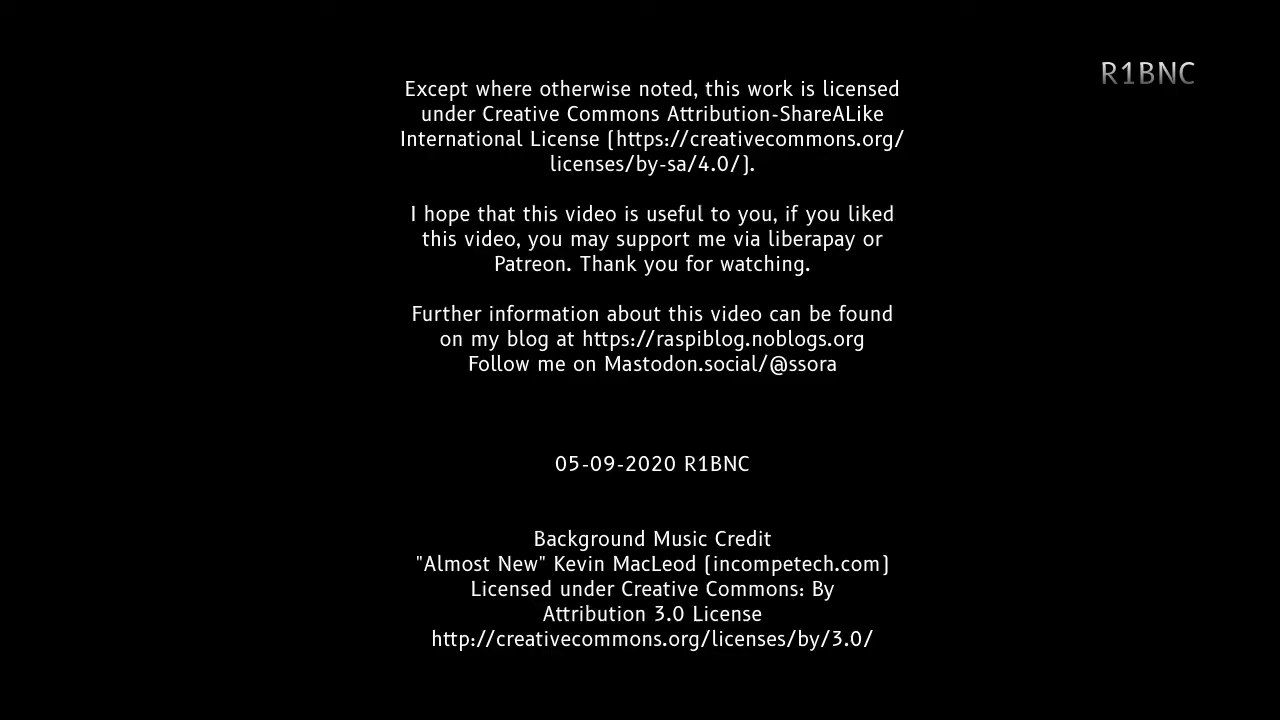 R1BNC
Except where otherwise noted, this work is licensed
under Creative Commons Attribution-ShareALike
International License (https://creativecommons.org/
licenses/by-sa/4.0/).
I hope that this video is useful to you, if you liked
this video, you may support me via liberapay or
Patreon. Thank you for watching.
Further information about this video can be found
on my blog at https://raspiblog.noblogs.org
Follow me on Mastodon.social/@ssora
05-09-2020 R1BNC
Background Music Credit
"Almost New" Kevin MacLeod (incompetech.com)
Licensed under Creative Commons: By
Attribution 3.0 License
http://creativecommons.org/licenses/by/3.0/